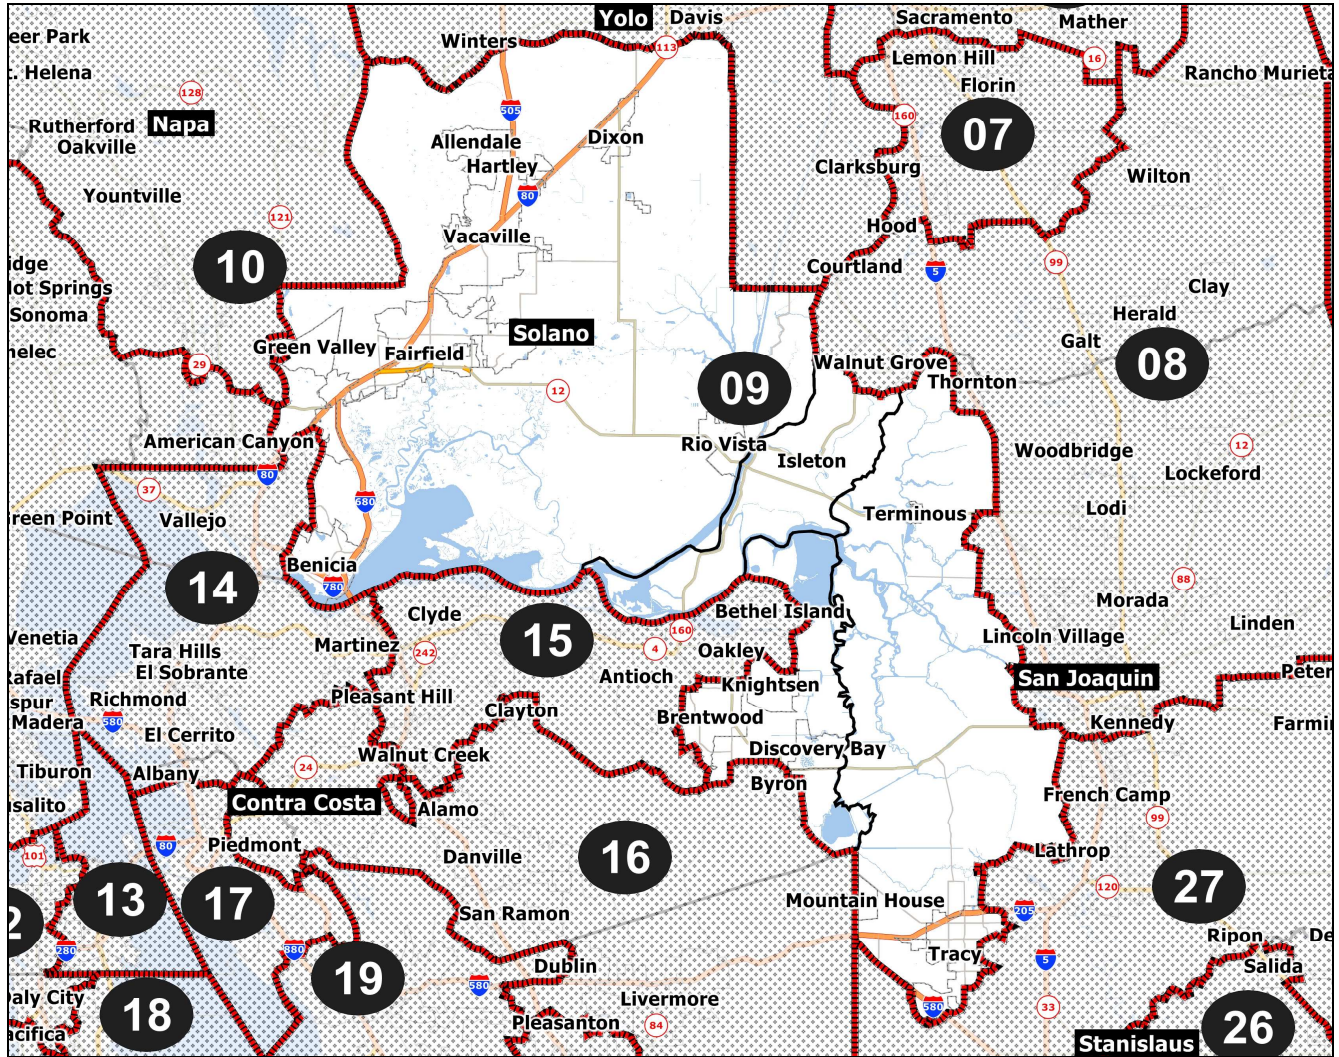 Yolo
Davis
Sacramento
Mather
eer Park
Winters
113
Lemon Hill
16
t. Helena
Rancho Murieta
128
Florin
505
160
Rutherford
Napa
07
Oakville
Allendale
Dixon
Hartley
Clarksburg
Wilton
Yountville
80
121
Hood
Vacaville
99
10
idge
Courtland
5
Hot Springs
Clay
Sonoma
Herald
Solano
Galt
Green Valley
Fairfield
29
Walnut Grove
08
Thornton
09
12
American Canyon
Rio Vista
12
Woodbridge
Isleton
80
Lockeford
37
680
Green Point
Vallejo
Terminous
Lodi
Benicia
14
780
88
Clyde
Bethel Island
Morada
Linden
Venetia
Martinez
15
160
Lincoln Village
Tara Hills
242
4
Oakley
El Sobrante
Rafael
Antioch
San Joaquin
Peter
Knightsen
spur
Richmond
Pleasant Hill
Clayton
Brentwood
Madera
580
Kennedy
Farmin
El Cerrito
Walnut Creek
Discovery Bay
Tiburon
Albany
24
Byron
usalito
Contra Costa
Alamo
French Camp
99
101
80
Piedmont
Danville
16
Lathrop
13
17
120
27
Mountain House
San Ramon
205
2
280
880
Ripon
De
Tracy
19
Dublin
5
Salida
580
Daly City
Livermore
580
33
18
acifica
Pleasanton
84
26
Stanislaus